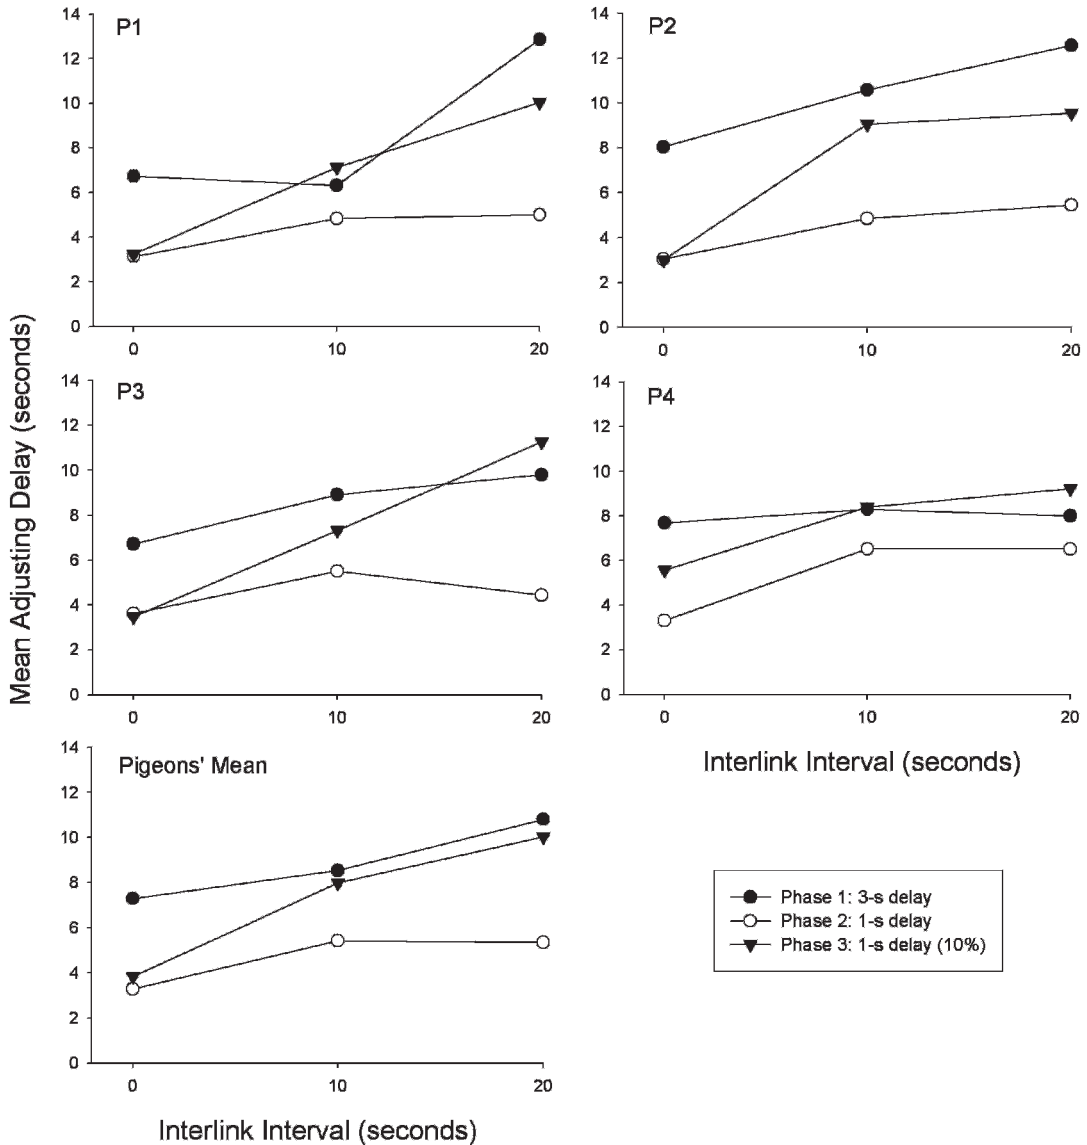 P1
14
12
10
8
6
4
2
0
0 10 20
P2
14
12
10
8
6
4
2
0
0 10 20
Mean Adjusting Delay (seconds)
P3
14
12
10
8
6
4
2
0
0 10 20
P4
14
12
10
8
6
4
2
0
0 10 20
Interlink Interval (seconds)
Pigeons' Mean
14
12
10
8
6
4
2
0
0 10 20
Interlink Interval (seconds)
Phase 1: 3-s delay
Phase 2: 1-s delay
Phase 3: 1-s delay (10%)